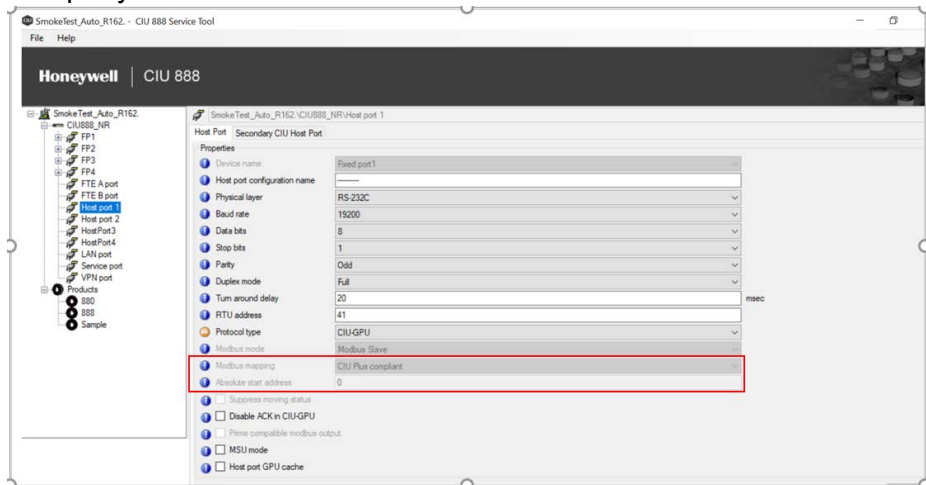 SmokeTest_Auto_R162. - CIU 888 Service Tool
File Help
Honeywell | CIU 888
SmokeTest_Auto_R162.
CIU888_NR
FP1
FP2
FP3
FP4
FTE A port
FTE B port
Host port 1
Host port 2
HostPort3
HostPort4
LAN port
Service port
VPN port
Products
880
888
Sample
SmokeTest_Auto_R162.\CIU888_NR\Host port 1
Host Port Secondary CIU Host Port
Properties
Device name Fixed port1
Host port configuration name --------
Physical layer RS-232C
Baud rate 19200
Data bits 8
Stop bits 1
Parity Odd
Duplex mode Full
Turn around delay 20 msec
RTU address 41
Protocol type CIU-GPU
Modbus mode Modbus Slave
Modbus mapping CIU Plus compliant
Absolute start address 0
Suppress moving status
Disable ACK in CIU-GPU
Prime compatible modbus output
MSU mode
Host port GPU cache